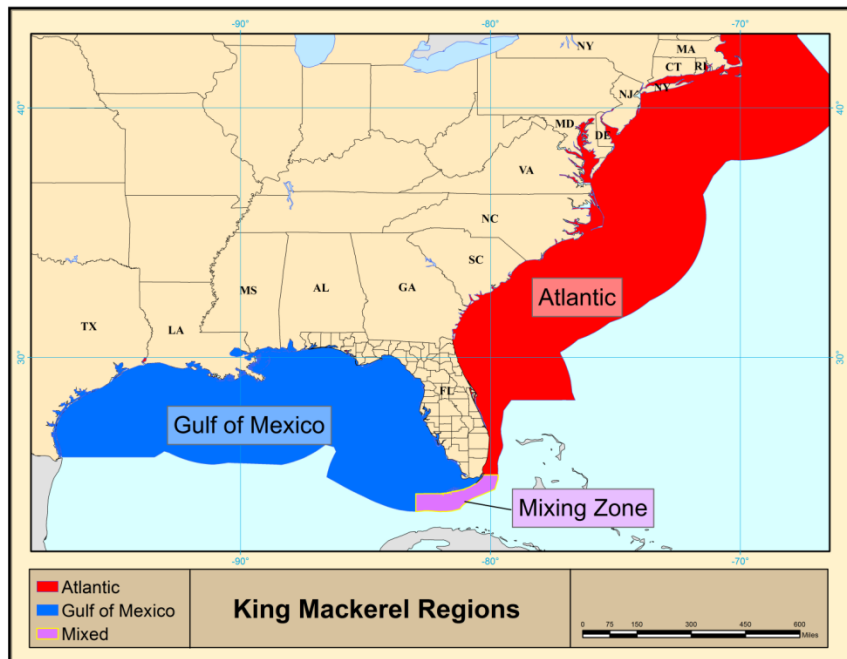 -90°
-80°
-70°
NY
MA
CT
RI
NY
NJ
40°
40°
MD
DE
VA
NC
SC
Atlantic
MS
AL
GA
TX
LA
30°
30°
FL
Gulf of Mexico
Mixing Zone
-90°
-80°
-70°
Atlantic
Gulf of Mexico
Mixed
King Mackerel Regions
0 75 150 300 450 600
Miles